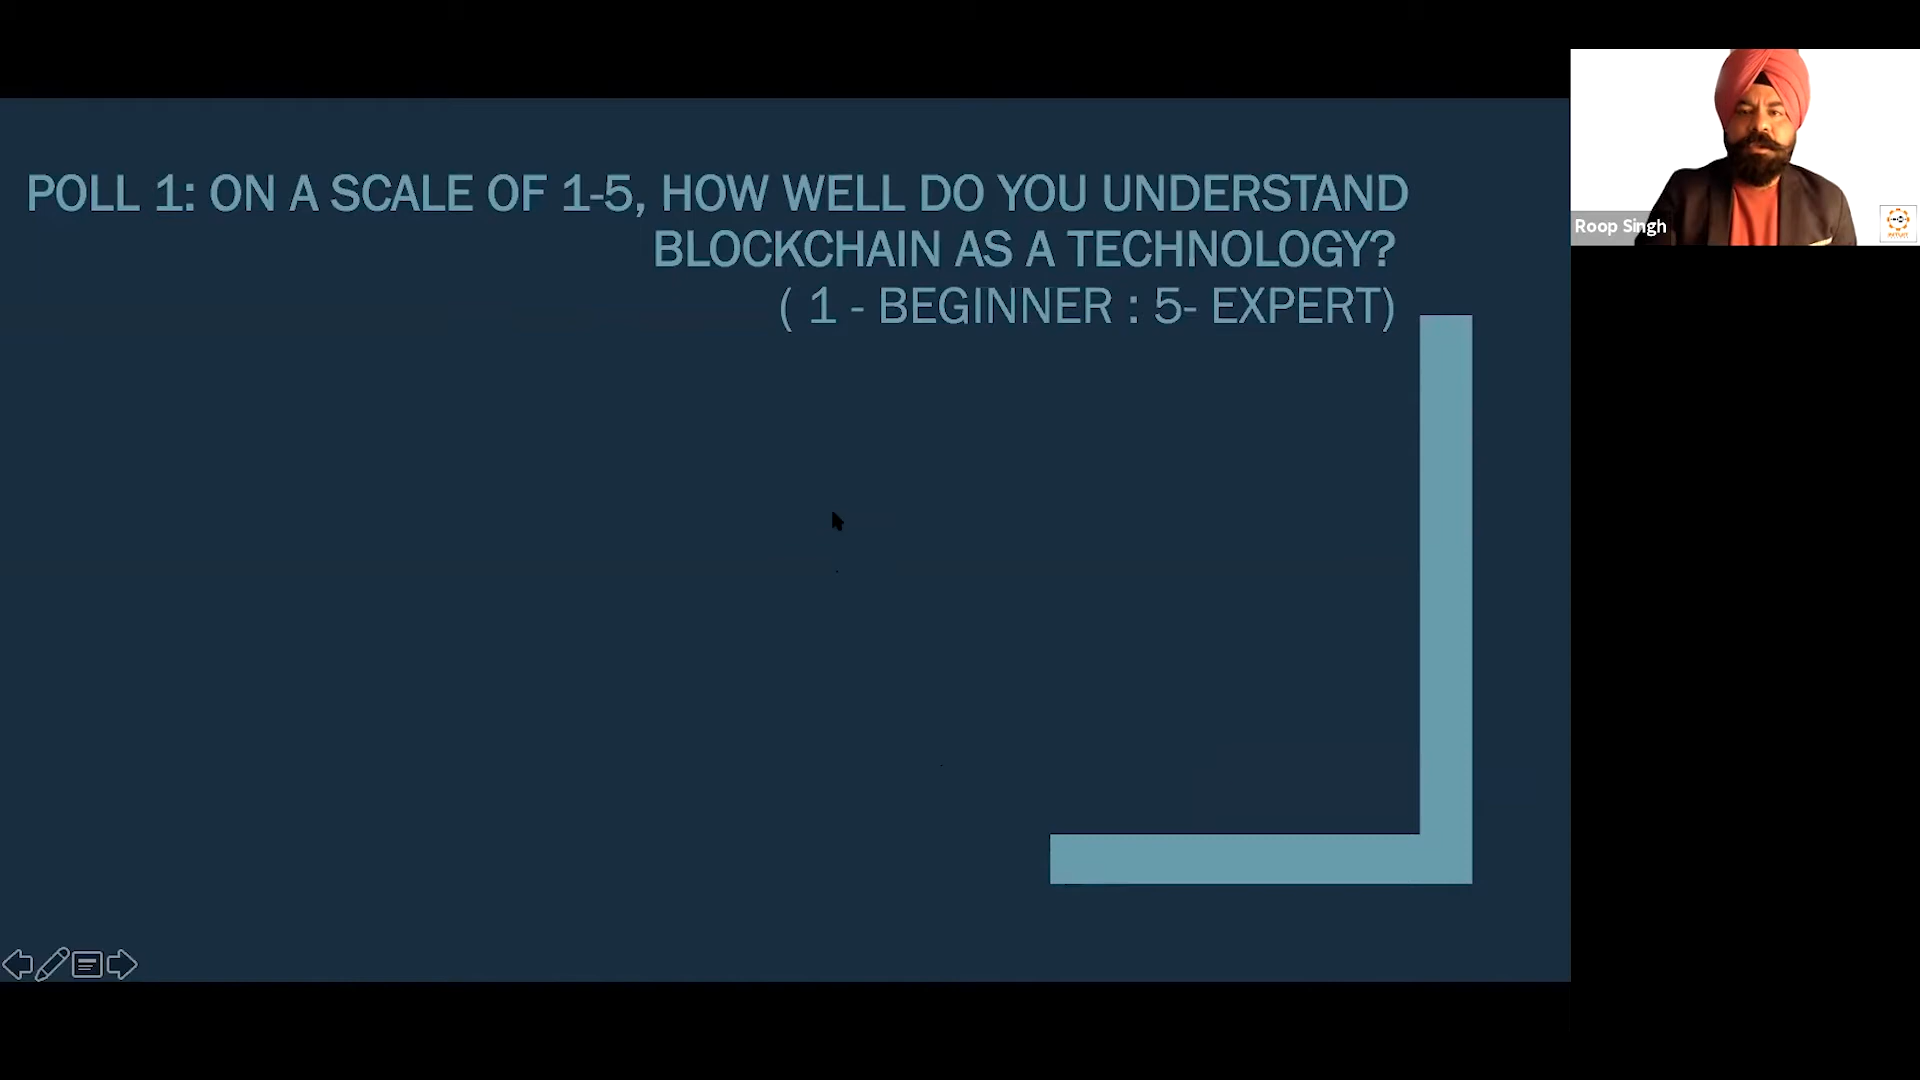 POLL 1: ON A SCALE OF 1-5, HOW WELL DO YOU UNDERSTAND
BLOCKCHAIN AS A TECHNOLOGY?
( 1 - BEGINNER : 5- EXPERT)
Roop Singh